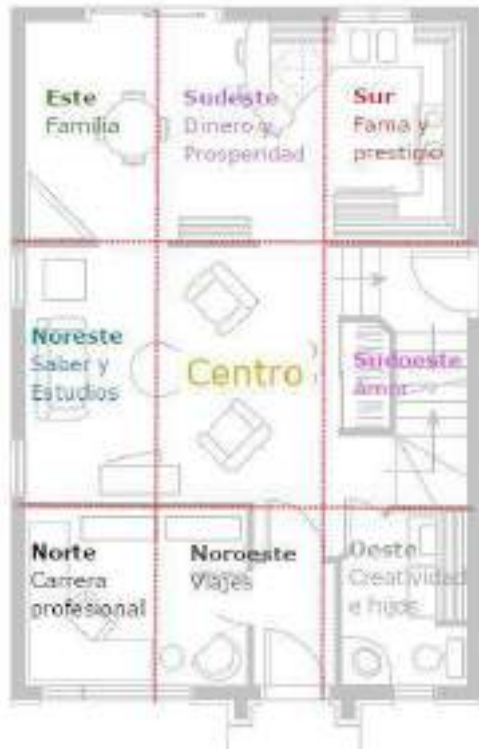 Este
Familia
Sudeste
Dinero y
Prosperidad
Sur
Fama y
prestigio
Noreste
Saber y
Estudios
Centro
Sudoeste
Amor
Norte
Carrera
profesional
Noroeste
Viajes
Oeste
Creatividad
e hijos